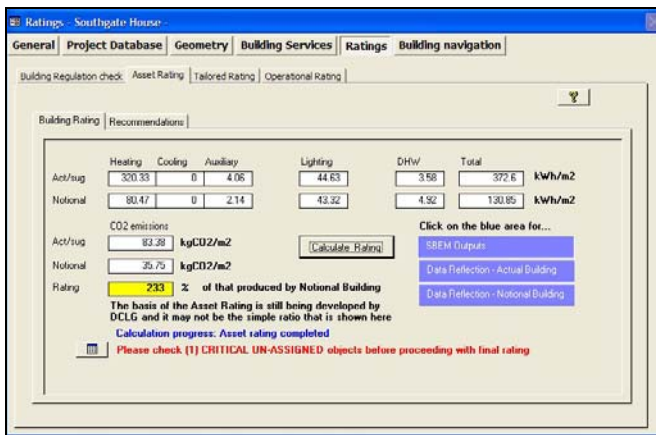 Ratings - Southgate House -
General Project Database Geometry Building Services Ratings Building navigation
Building Regulation check Asset Rating Tailored Rating Operational Rating
?
Building Rating Recommendations
Heating Cooling Auxiliary Lighting DHW Total
Act/sug 320.33 0 4.06 44.63 3.58 372.6 kWh/m2
Notional 80.47 0 2.14 43.32 4.92 130.85 kWh/m2
CO2 emissions Click on the blue area for...
Act/sug 83.38 kgCO2/m2 Calculate Rating SBEM Outputs
Notional 35.75 kgCO2/m2 Data Reflection - Actual Building
Rating 233 % of that produced by Notional Building Data Reflection - Notional Building
The basis of the Asset Rating is still being developed by
DCLG and it may not be the simple ratio that is shown here
Calculation progress: Asset rating completed
Please check (1) CRITICAL UN-ASSIGNED objects before proceeding with final rating